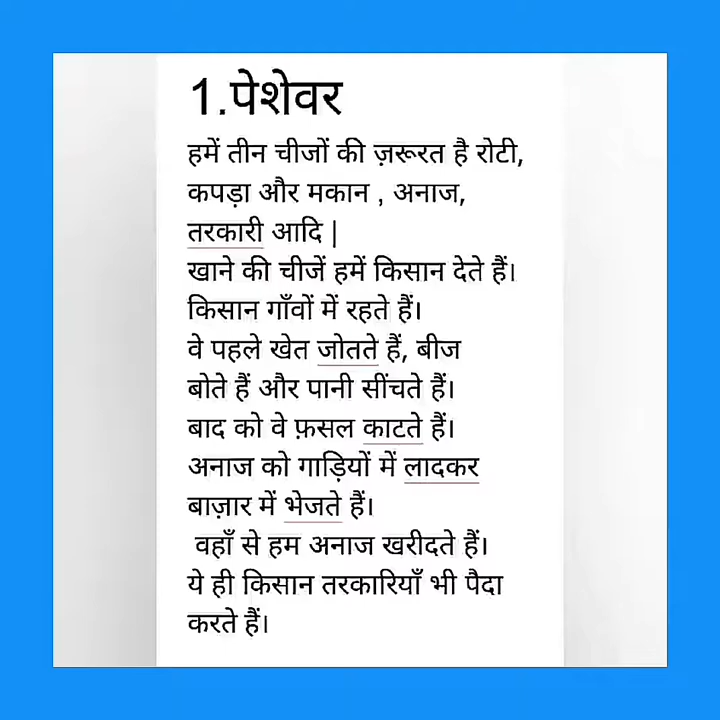 1.पेशेवर
हमें तीन चीजों की ज़रूरत है रोटी,
कपड़ा और मकान , अनाज,
तरकारी आदि |
खाने की चीजें हमें किसान देते हैं।
किसान गाँवों में रहते हैं।
वे पहले खेत जोतते हैं, बीज
बोते हैं और पानी सींचते हैं।
बाद को वे फ़सल काटते हैं।
अनाज को गाड़ियों में लादकर
बाज़ार में भेजते हैं।
वहाँ से हम अनाज खरीदते हैं।
ये ही किसान तरकारियाँ भी पैदा
करते हैं।